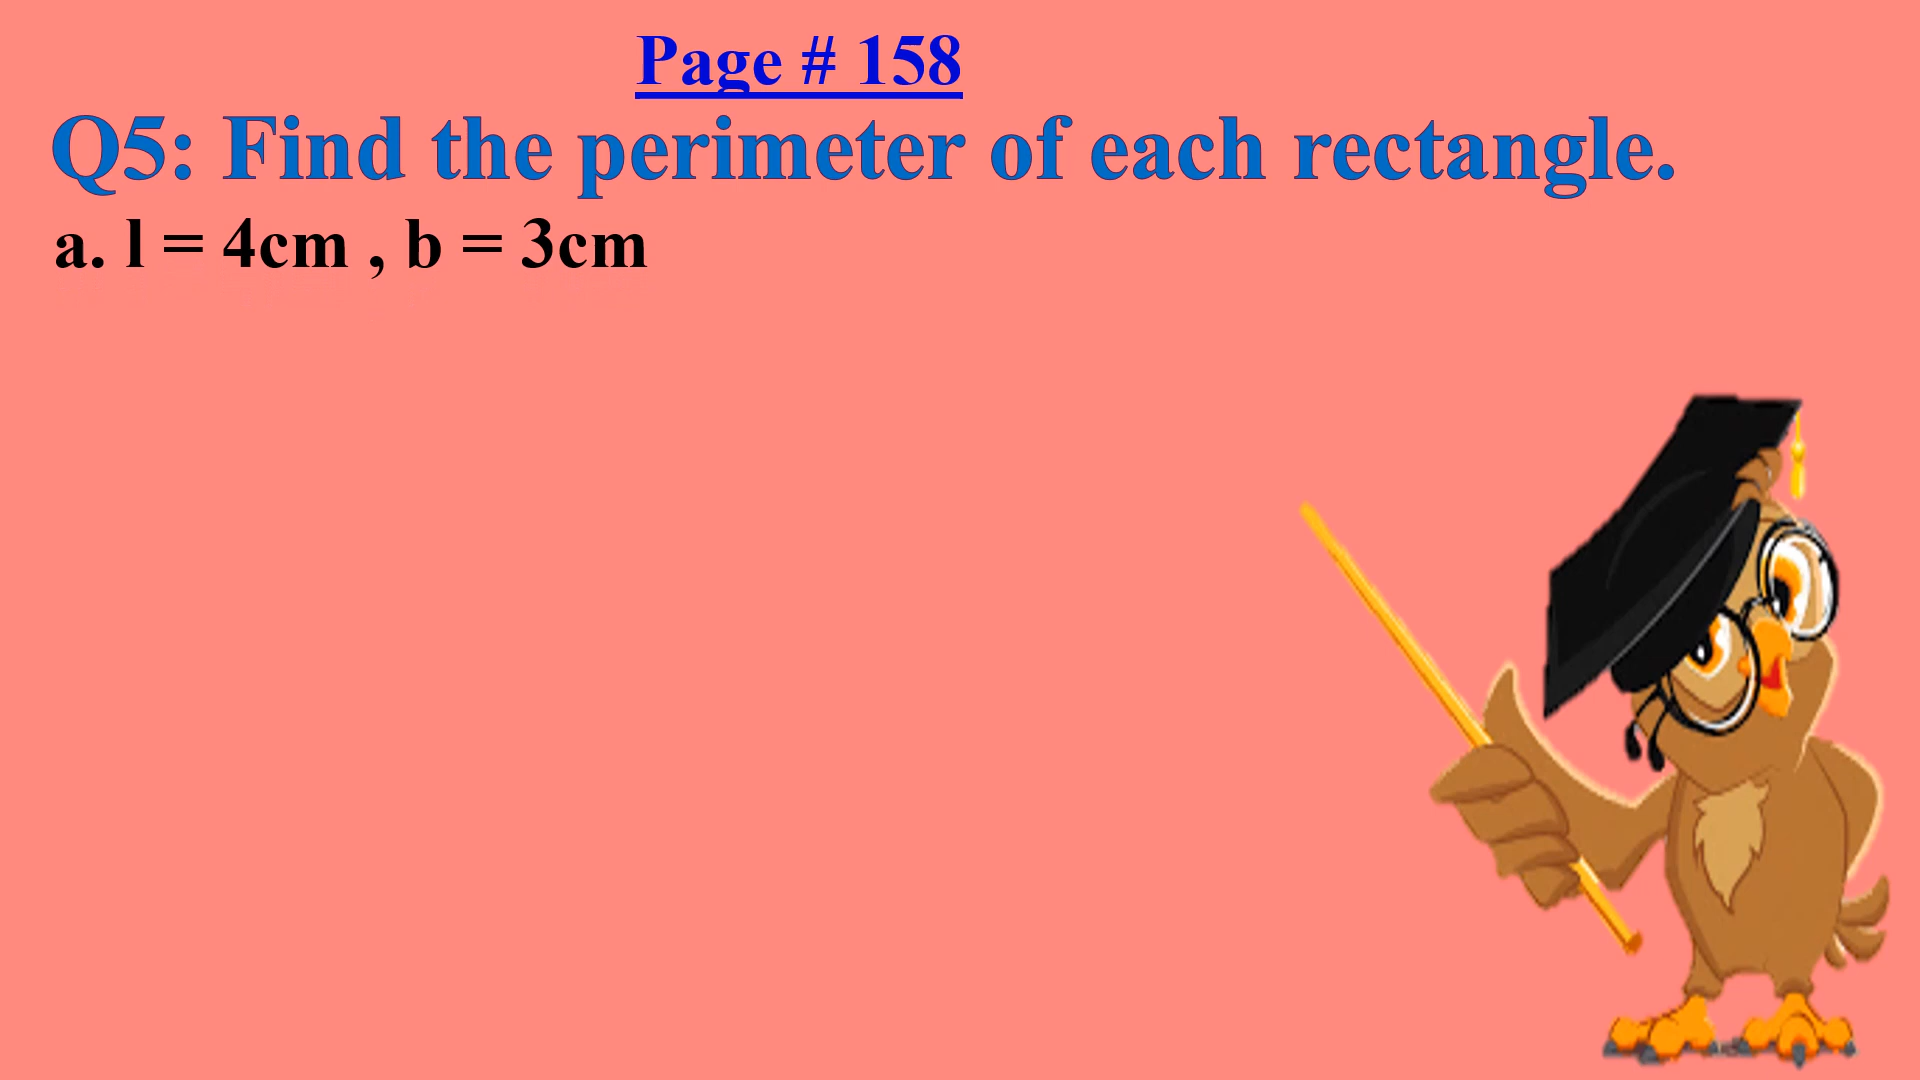 Page # 158
Q5: Find the perimeter of each rectangle.
a. l = 4cm , b = 3cm